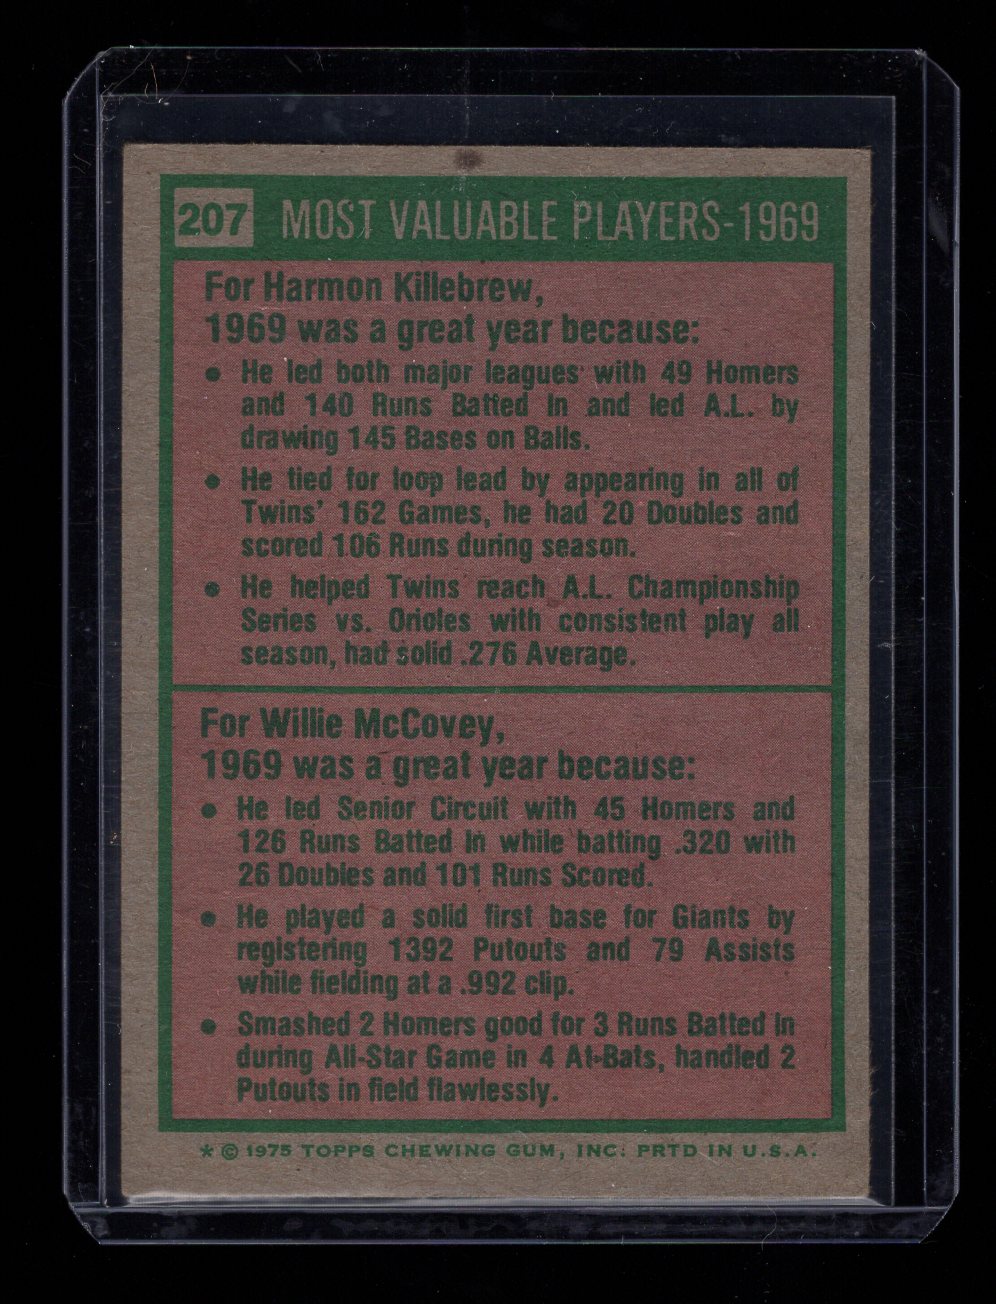 207 MOST VALUABLE PLAYERS-1969
For Harmon Killebrew,
1969 was a great year because:
● He led both major leagues with 49 Homers
and 140 Runs Batted In and led A.L. by
drawing 145 Bases on Balls.
● He tied for loop lead by appearing in all of
Twins' 162 Games, he had 20 Doubles and
scored 106 Runs during season.
● He helped Twins reach A.L. Championship
Series vs. Orioles with consistent play all
season, had solid .276 Average.
For Willie McCovey,
1969 was a great year because:
● He led Senior Circuit with 45 Homers and
126 Runs Batted In while batting .320 with
26 Doubles and 101 Runs Scored.
● He played a solid first base for Giants by
registering 1392 Putouts and 79 Assists
while fielding at a .992 clip.
● Smashed 2 Homers good for 3 Runs Batted In
during All-Star Game in 4 At-Bats, handled 2
Putouts in field flawlessly.
* © 1975 TOPPS CHEWING GUM, INC. PRTD IN U.S.A.